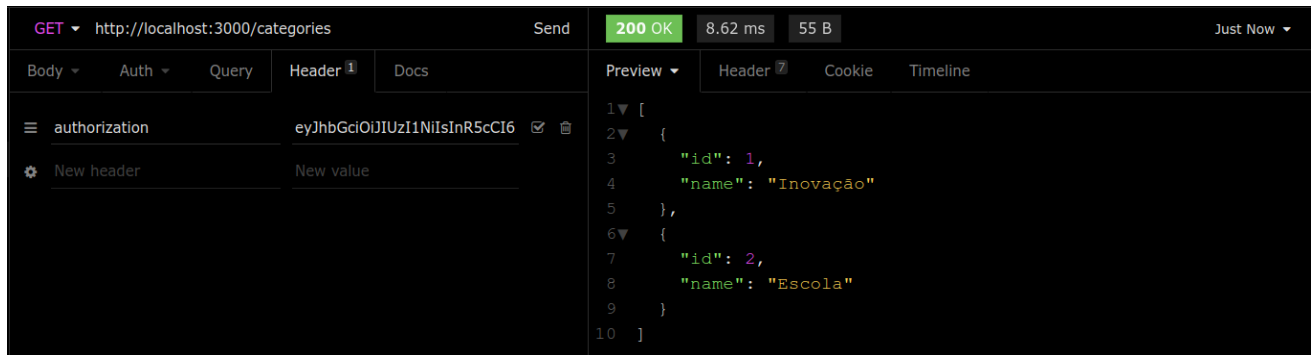 GET http://localhost:3000/categories Send
Body Auth Query Header 1 Docs
authorization eyJhbGciOiJIUzI1NiIsInR5cCI6
New header New value
200 OK 8.62 ms 55 B Just Now
Preview Header 7 Cookie Timeline
1 [
2 {
3 "id": 1,
4 "name": "Inovação"
5 },
6 {
7 "id": 2,
8 "name": "Escola"
9 }
10 ]